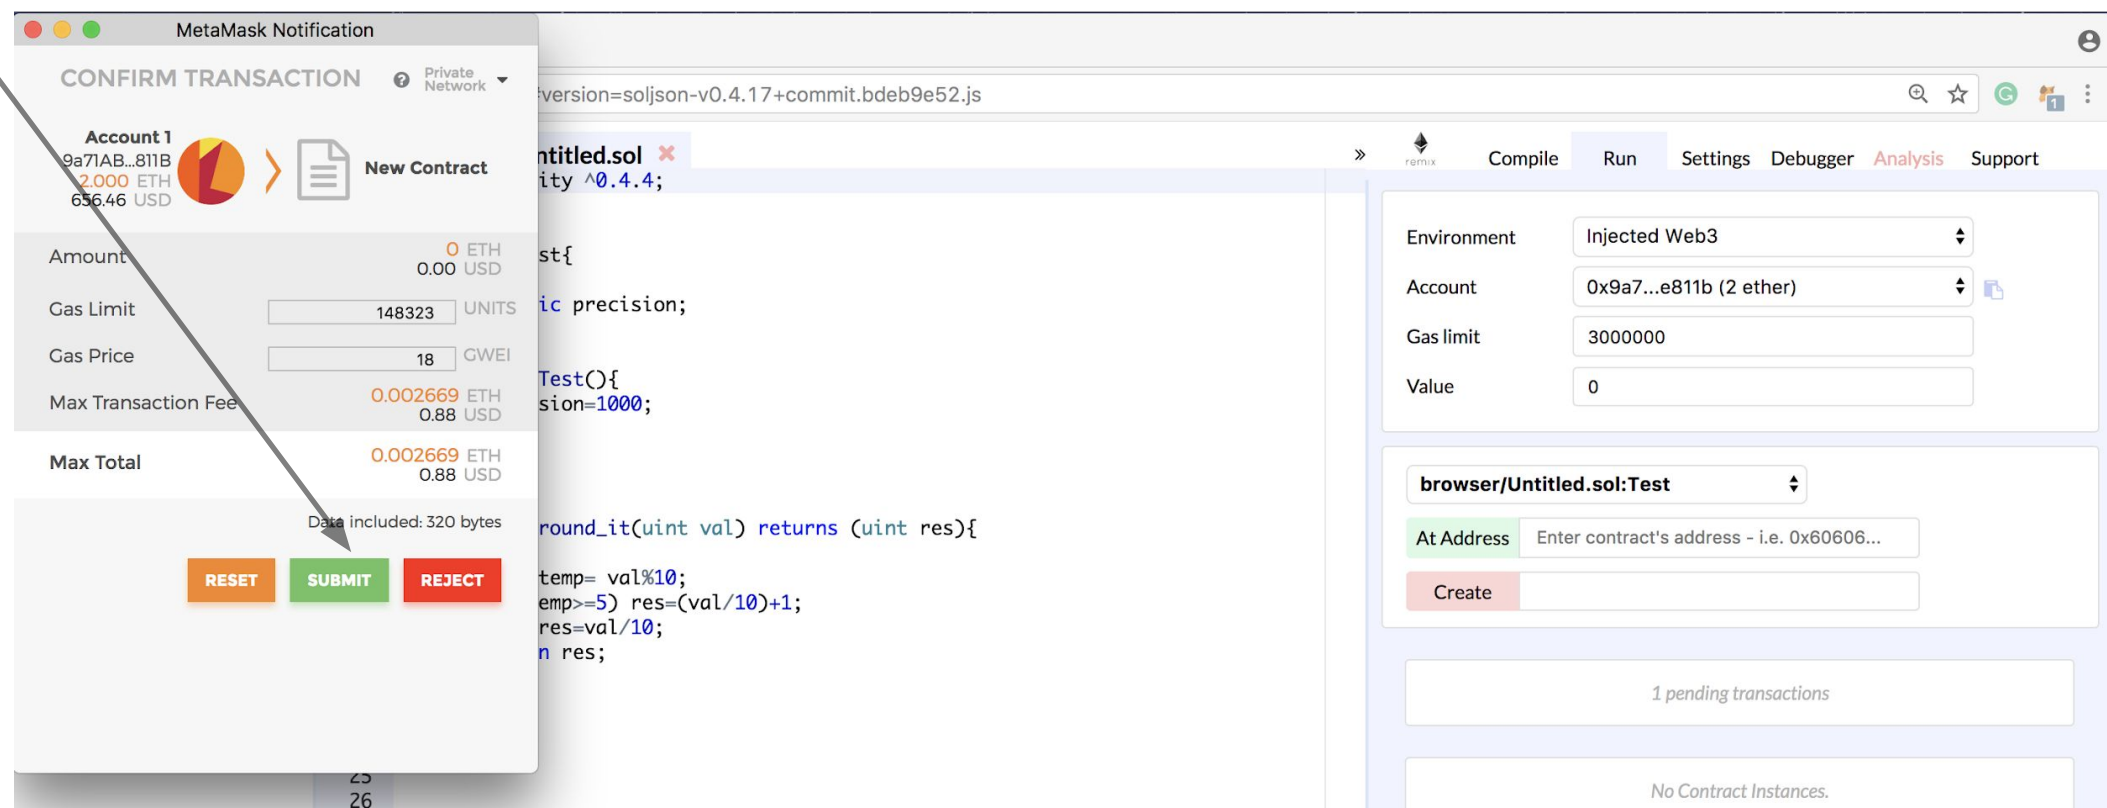 MetaMask Notification
CONFIRM TRANSACTION ? Private Network
Account 1
9a71AB...811B
2.000 ETH
656.46 USD
New Contract
Amount 0 ETH
0.00 USD
Gas Limit 148323 UNITS
Gas Price 18 GWEI
Max Transaction Fee 0.002669 ETH
0.88 USD
Max Total 0.002669 ETH
0.88 USD
Data included: 320 bytes
RESET SUBMIT REJECT
version=soljson-v0.4.17+commit.bdeb9e52.js
G 1
ntitled.sol ✖
ity ^0.4.4;
st{
ic precision;
Test(){
sion=1000;
round_it(uint val) returns (uint res){
temp= val%10;
emp>=5) res=(val/10)+1;
res=val/10;
n res;
25
26
» remix Compile Run Settings Debugger Analysis Support
Environment Injected Web3
Account 0x9a7...e811b (2 ether)
Gas limit 3000000
Value 0
browser/Untitled.sol:Test
At Address Enter contract's address - i.e. 0x60606...
Create
1 pending transactions
No Contract Instances.